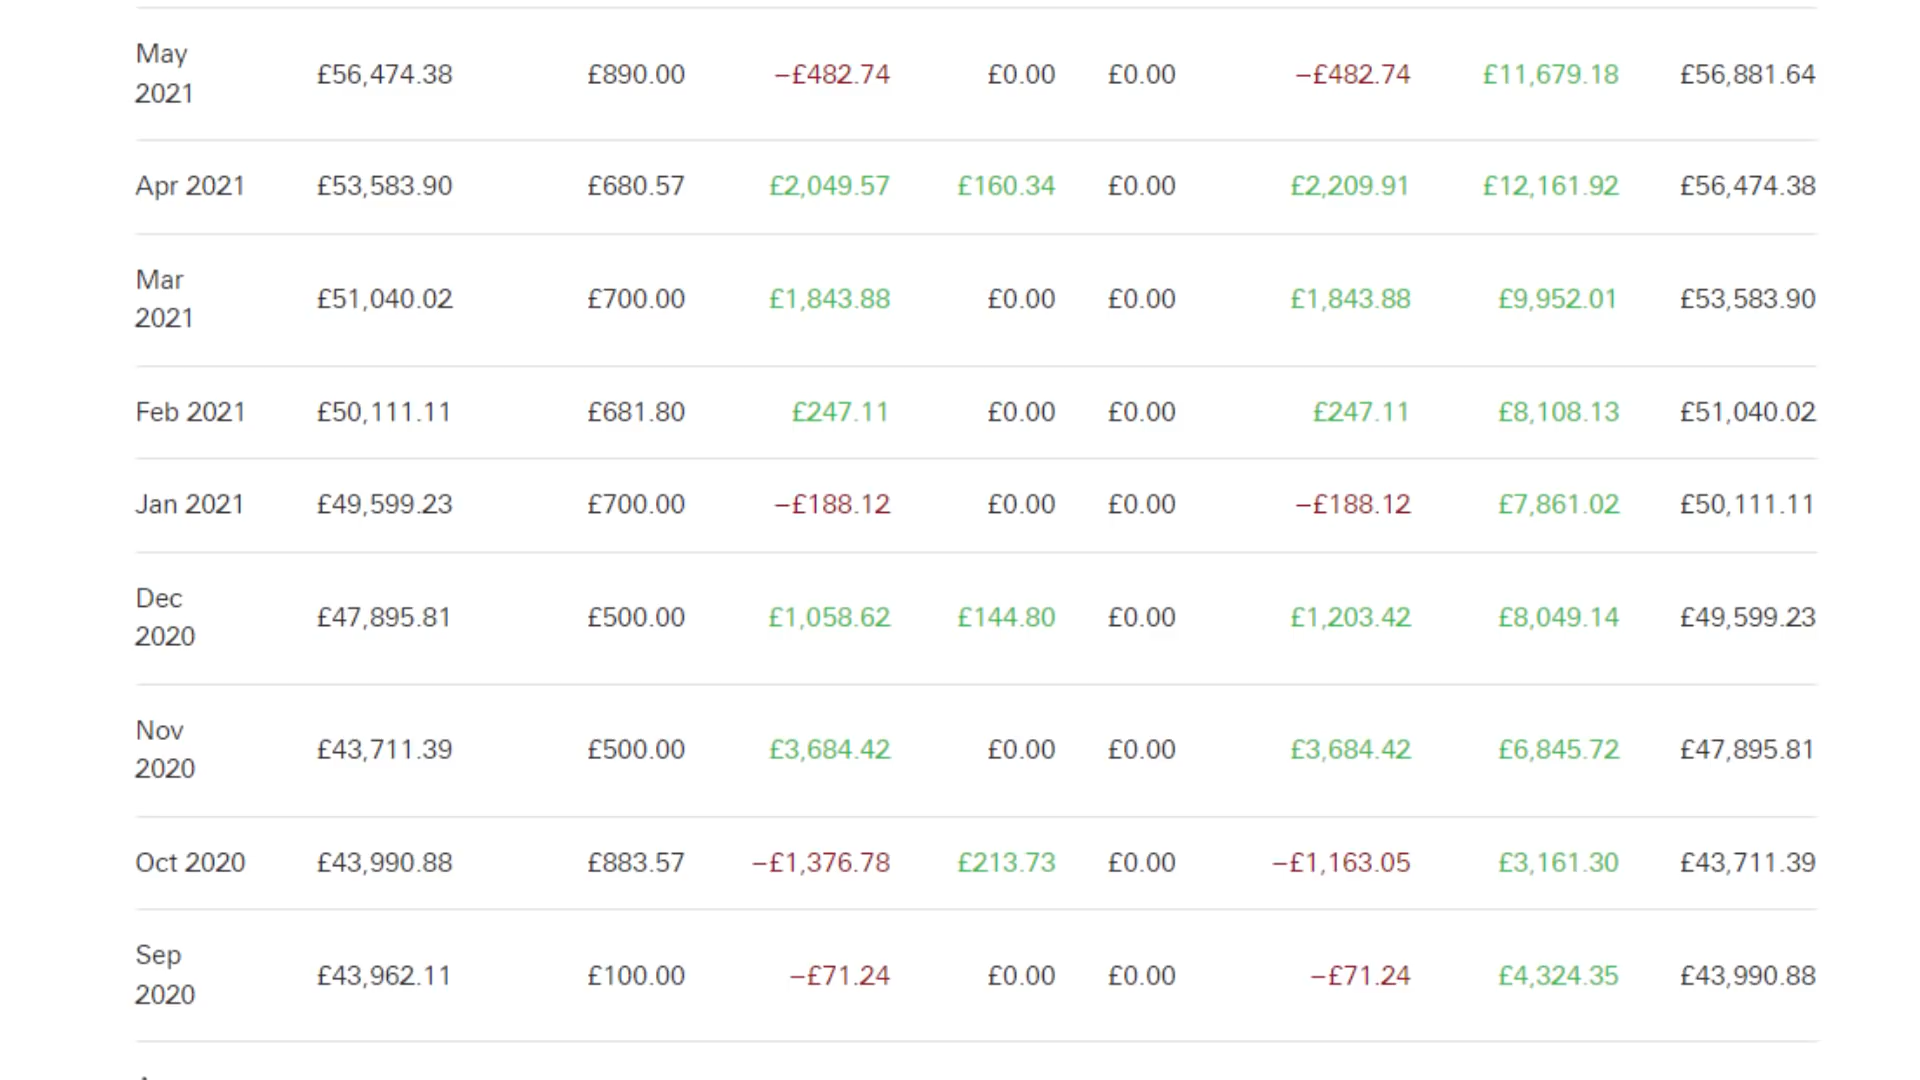 May 2021 £56,474.38 £890.00 –£482.74 £0.00 £0.00 –£482.74 £11,679.18 £56,881.64
Apr 2021 £53,583.90 £680.57 £2,049.57 £160.34 £0.00 £2,209.91 £12,161.92 £56,474.38
Mar 2021 £51,040.02 £700.00 £1,843.88 £0.00 £0.00 £1,843.88 £9,952.01 £53,583.90
Feb 2021 £50,111.11 £681.80 £247.11 £0.00 £0.00 £247.11 £8,108.13 £51,040.02
Jan 2021 £49,599.23 £700.00 –£188.12 £0.00 £0.00 –£188.12 £7,861.02 £50,111.11
Dec 2020 £47,895.81 £500.00 £1,058.62 £144.80 £0.00 £1,203.42 £8,049.14 £49,599.23
Nov 2020 £43,711.39 £500.00 £3,684.42 £0.00 £0.00 £3,684.42 £6,845.72 £47,895.81
Oct 2020 £43,990.88 £883.57 –£1,376.78 £213.73 £0.00 –£1,163.05 £3,161.30 £43,711.39
Sep 2020 £43,962.11 £100.00 –£71.24 £0.00 £0.00 –£71.24 £4,324.35 £43,990.88